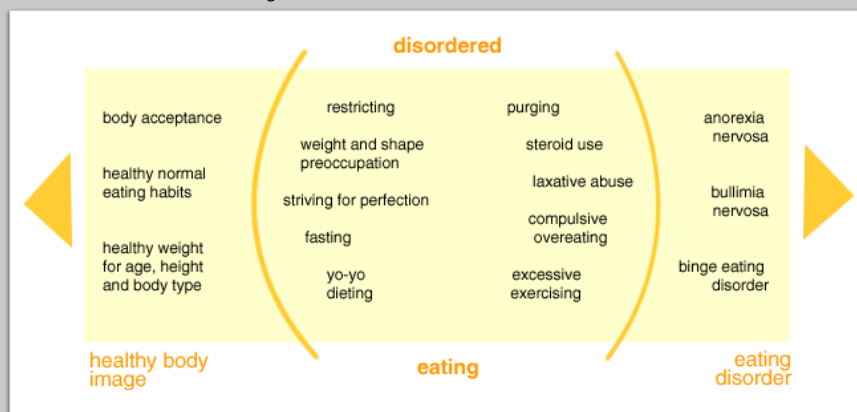 disordered
body acceptance
healthy normal
eating habits
healthy weight
for age, height
and body type
restricting
weight and shape
preoccupation
striving for perfection
fasting
yo-yo
dieting
purging
steroid use
laxative abuse
compulsive
overeating
excessive
exercising
anorexia
nervosa
bullimia
nervosa
binge eating
disorder
healthy body
image
eating
eating
disorder